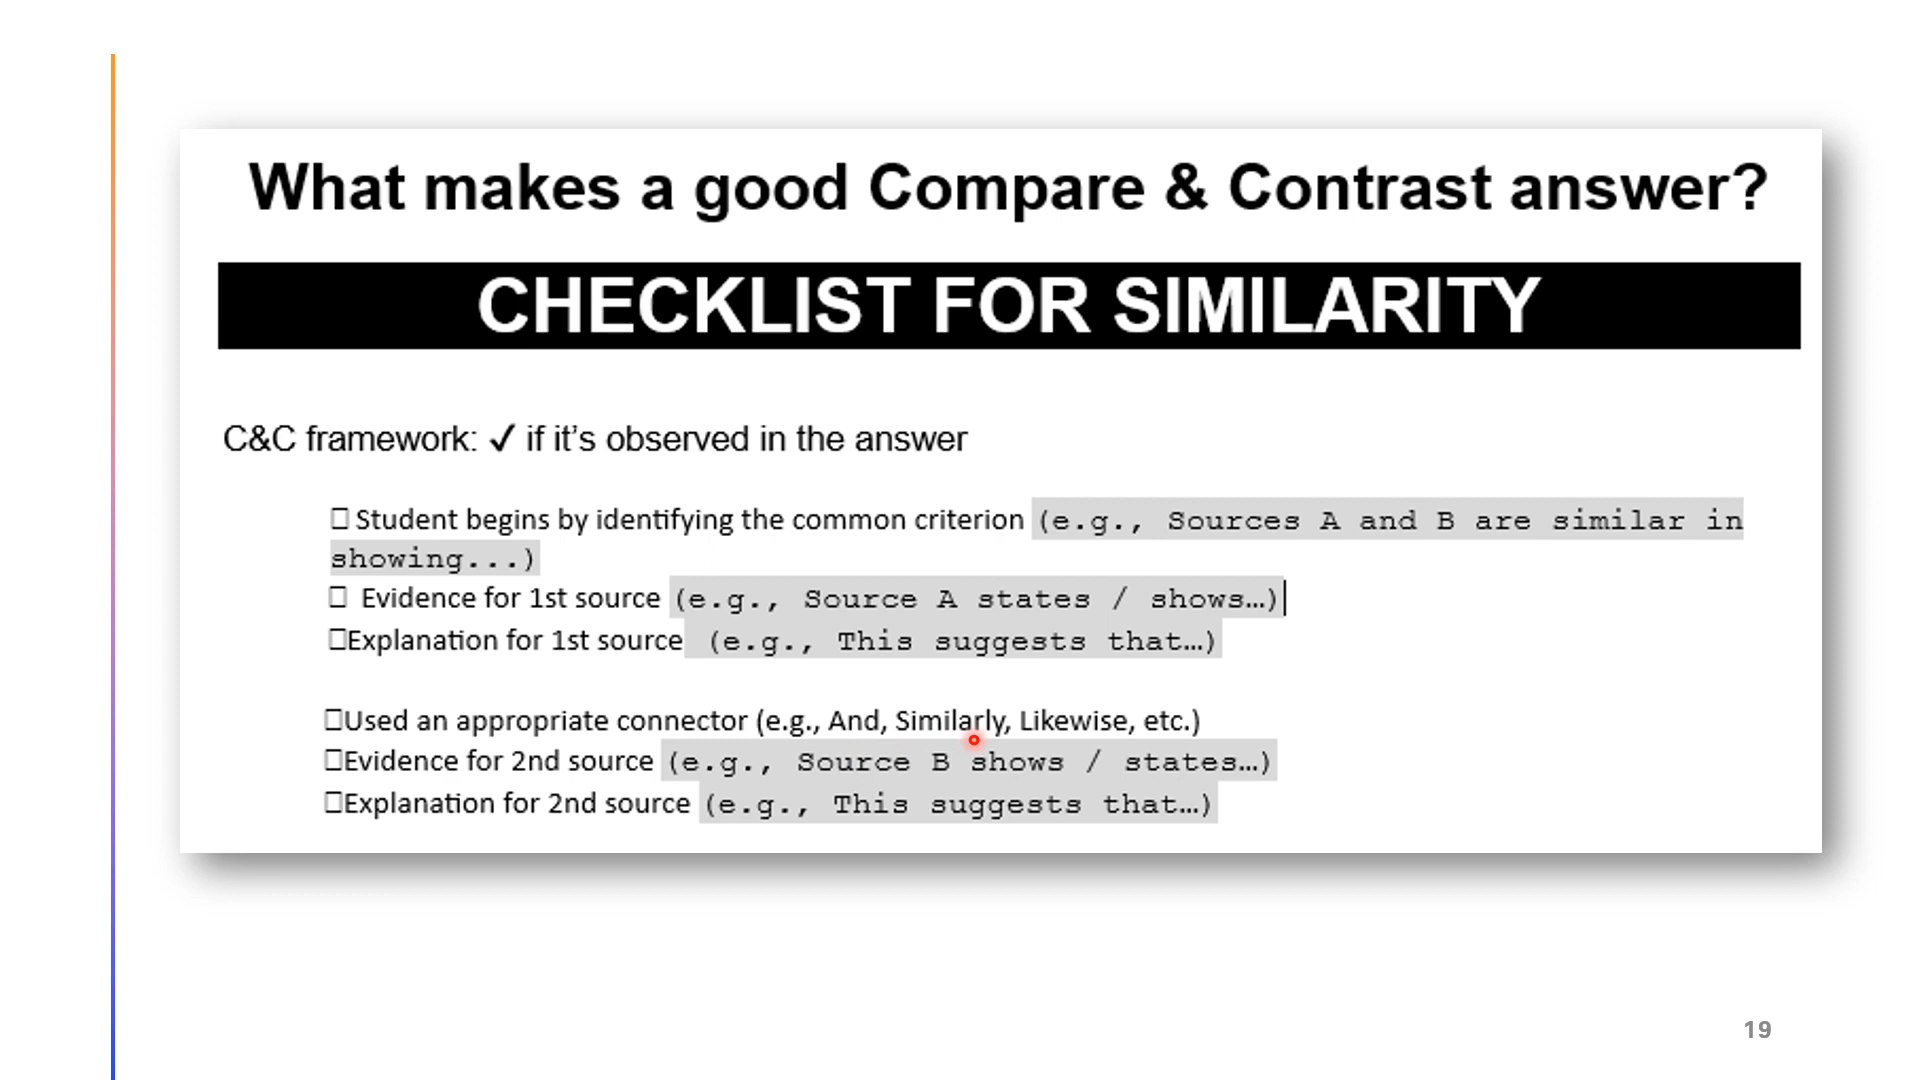 What makes a good Compare & Contrast answer?
CHECKLIST FOR SIMILARITY
C&C framework: ✓ if it’s observed in the answer
☐ Student begins by identifying the common criterion (e.g., Sources A and B are similar in
showing...)
☐ Evidence for 1st source (e.g., Source A states / shows…)
☐Explanation for 1st source (e.g., This suggests that…)
☐Used an appropriate connector (e.g., And, Similarly, Likewise, etc.)
☐Evidence for 2nd source (e.g., Source B shows / states…)
☐Explanation for 2nd source (e.g., This suggests that…)
19